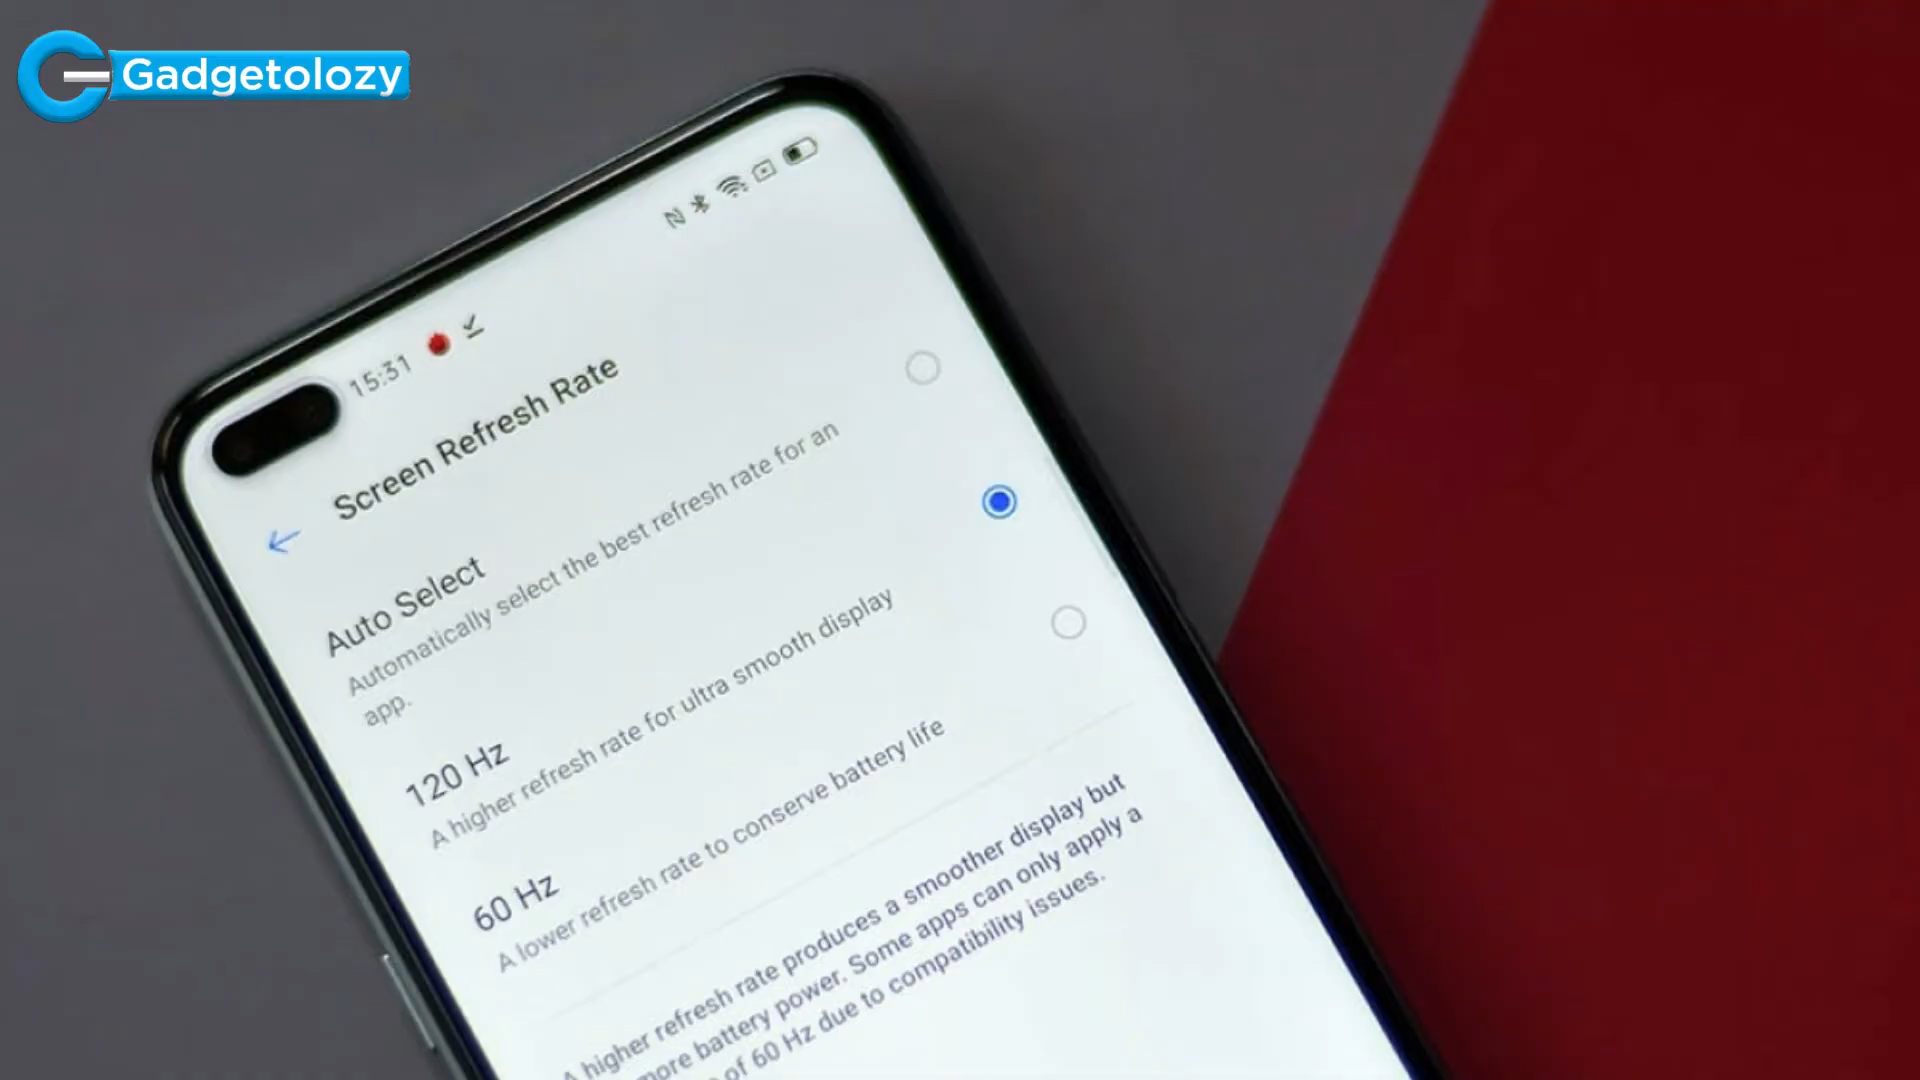 Gadgetolozy
15:31
Screen Refresh Rate
Auto Select
Automatically select the best refresh rate for an
app.
120 Hz
A higher refresh rate for ultra smooth display
60 Hz
A lower refresh rate to conserve battery life
A higher refresh rate produces a smoother display but
more battery power. Some apps can only apply a
of 60 Hz due to compatibility issues.